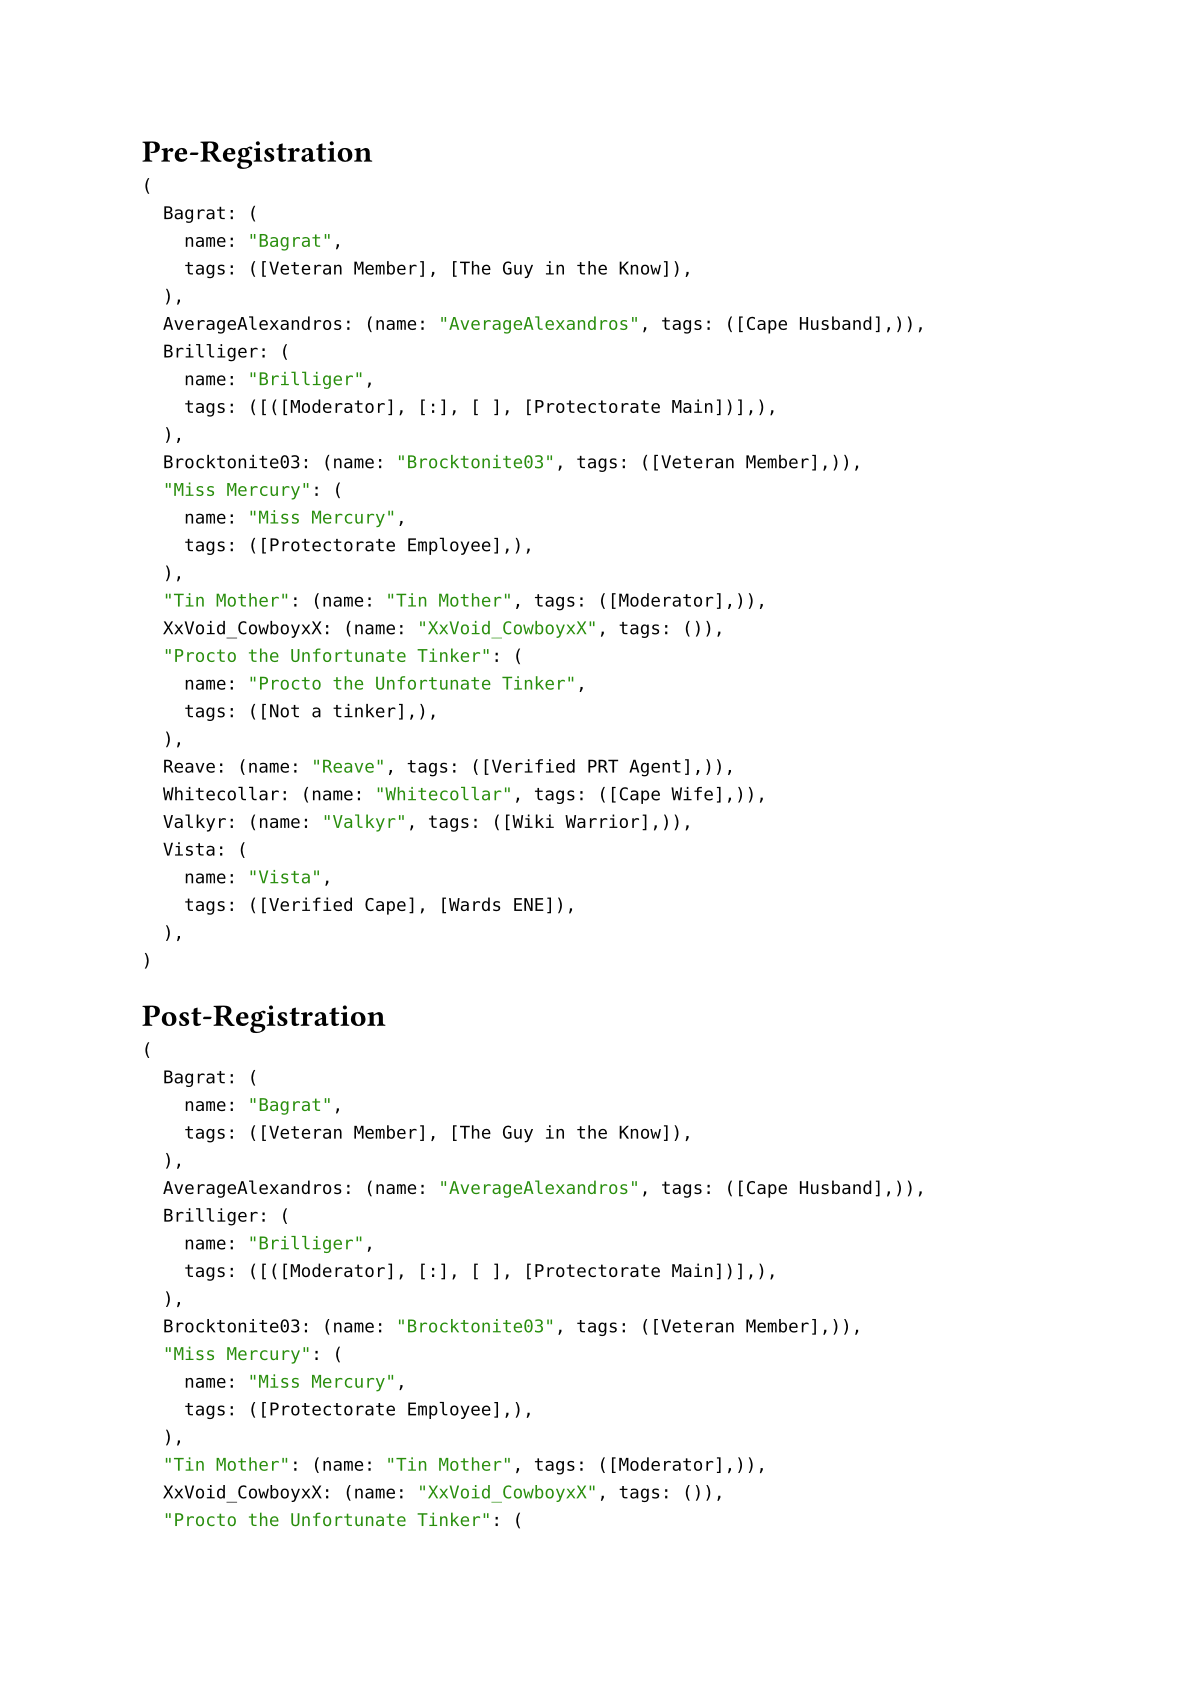 Pre-Registration
(
  Bagrat: (
    name: "Bagrat",
    tags: ([Veteran Member], [The Guy in the Know]),
  ),
  AverageAlexandros: (name: "AverageAlexandros", tags: ([Cape Husband],)),
  Brilliger: (
    name: "Brilliger",
    tags: ([([Moderator], [:], [ ], [Protectorate Main])],),
  ),
  Brocktonite03: (name: "Brocktonite03", tags: ([Veteran Member],)),
  "Miss Mercury": (
    name: "Miss Mercury",
    tags: ([Protectorate Employee],),
  ),
  "Tin Mother": (name: "Tin Mother", tags: ([Moderator],)),
  XxVoid_CowboyxX: (name: "XxVoid_CowboyxX", tags: ()),
  "Procto the Unfortunate Tinker": (
    name: "Procto the Unfortunate Tinker",
    tags: ([Not a tinker],),
  ),
  Reave: (name: "Reave", tags: ([Verified PRT Agent],)),
  Whitecollar: (name: "Whitecollar", tags: ([Cape Wife],)),
  Valkyr: (name: "Valkyr", tags: ([Wiki Warrior],)),
  Vista: (
    name: "Vista",
    tags: ([Verified Cape], [Wards ENE]),
  ),
)
Post-Registration
(
  Bagrat: (
    name: "Bagrat",
    tags: ([Veteran Member], [The Guy in the Know]),
  ),
  AverageAlexandros: (name: "AverageAlexandros", tags: ([Cape Husband],)),
  Brilliger: (
    name: "Brilliger",
    tags: ([([Moderator], [:], [ ], [Protectorate Main])],),
  ),
  Brocktonite03: (name: "Brocktonite03", tags: ([Veteran Member],)),
  "Miss Mercury": (
    name: "Miss Mercury",
    tags: ([Protectorate Employee],),
  ),
  "Tin Mother": (name: "Tin Mother", tags: ([Moderator],)),
  XxVoid_CowboyxX: (name: "XxVoid_CowboyxX", tags: ()),
  "Procto the Unfortunate Tinker": (